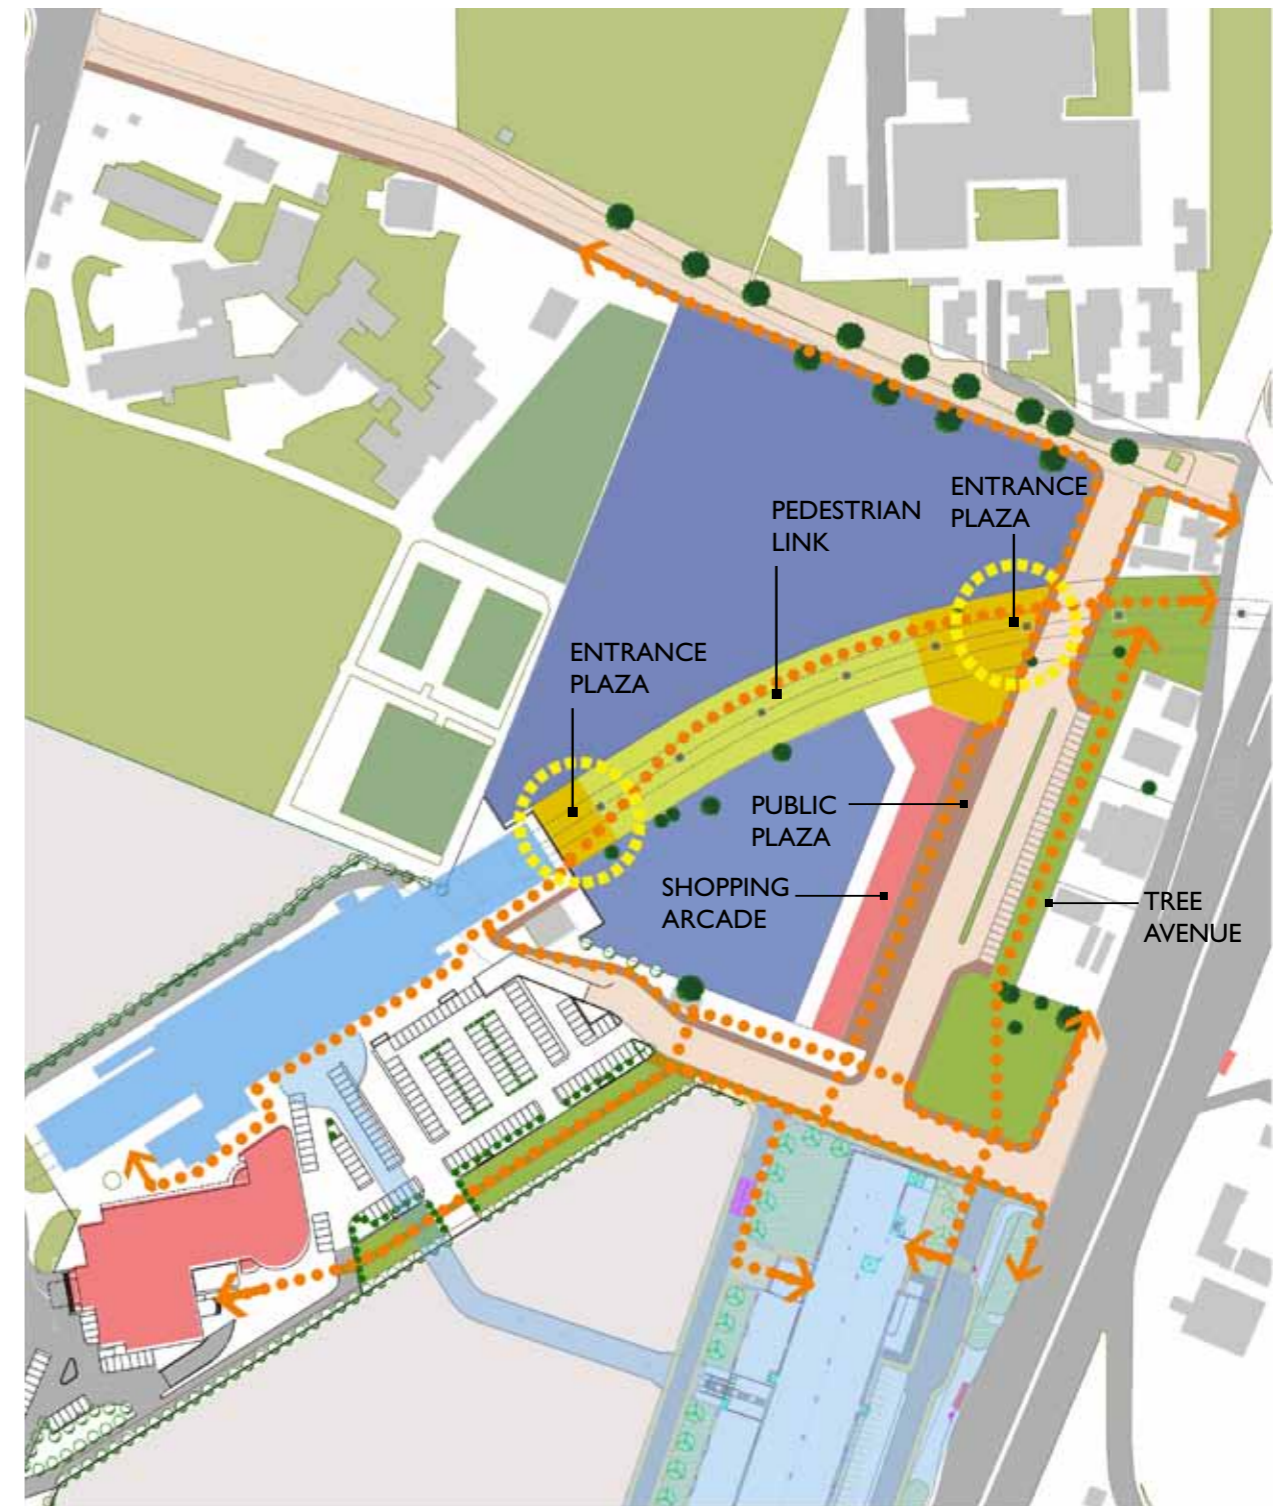 ENTRANCE
PLAZA
PEDESTRIAN
LINK
ENTRANCE
PLAZA
PUBLIC
PLAZA
SHOPPING
ARCADE
TREE
AVENUE